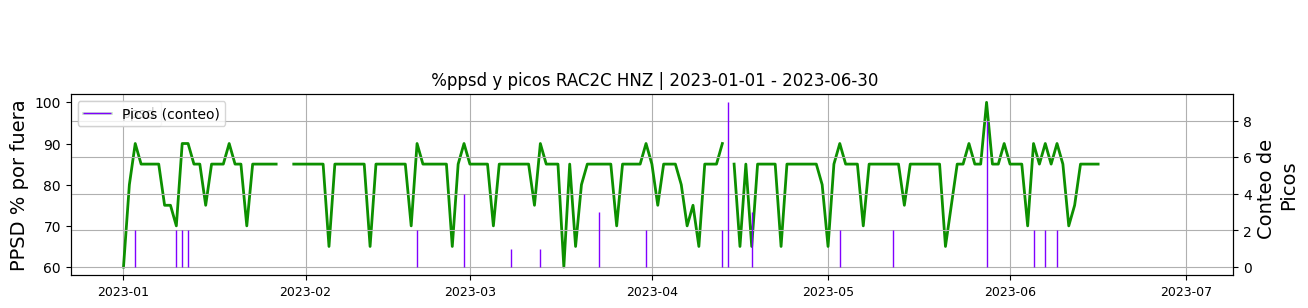 %ppsd y picos RAC2C HNZ | 2023-01-01 - 2023-06-30
PPSD % por fuera
100
90
80
70
60
Picos (conteo)
8
6
4
2
0
Conteo de
Picos
2023-01 2023-02 2023-03 2023-04 2023-05 2023-06 2023-07